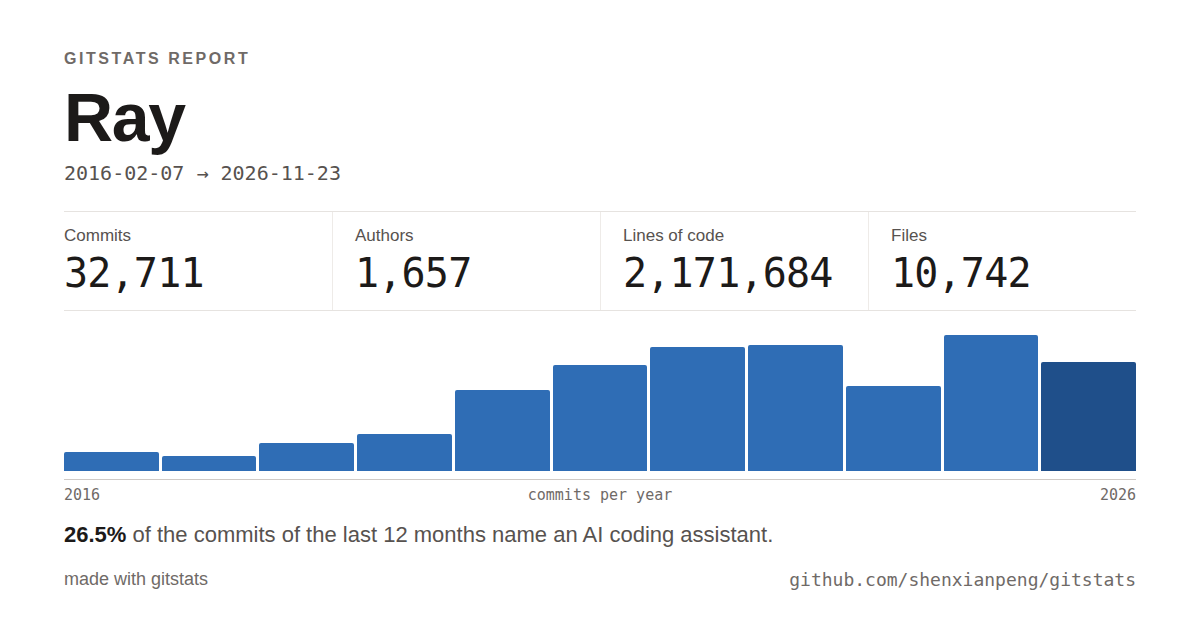 GITSTATS REPORT
Ray
2016-02-07 → 2026-11-23
Commits
32,711
Authors
1,657
Lines of code
2,171,684
Files
10,742
2016
commits per year
2026
26.5% of the commits of the last 12 months name an AI coding assistant.
made with gitstats
github.com/shenxianpeng/gitstats